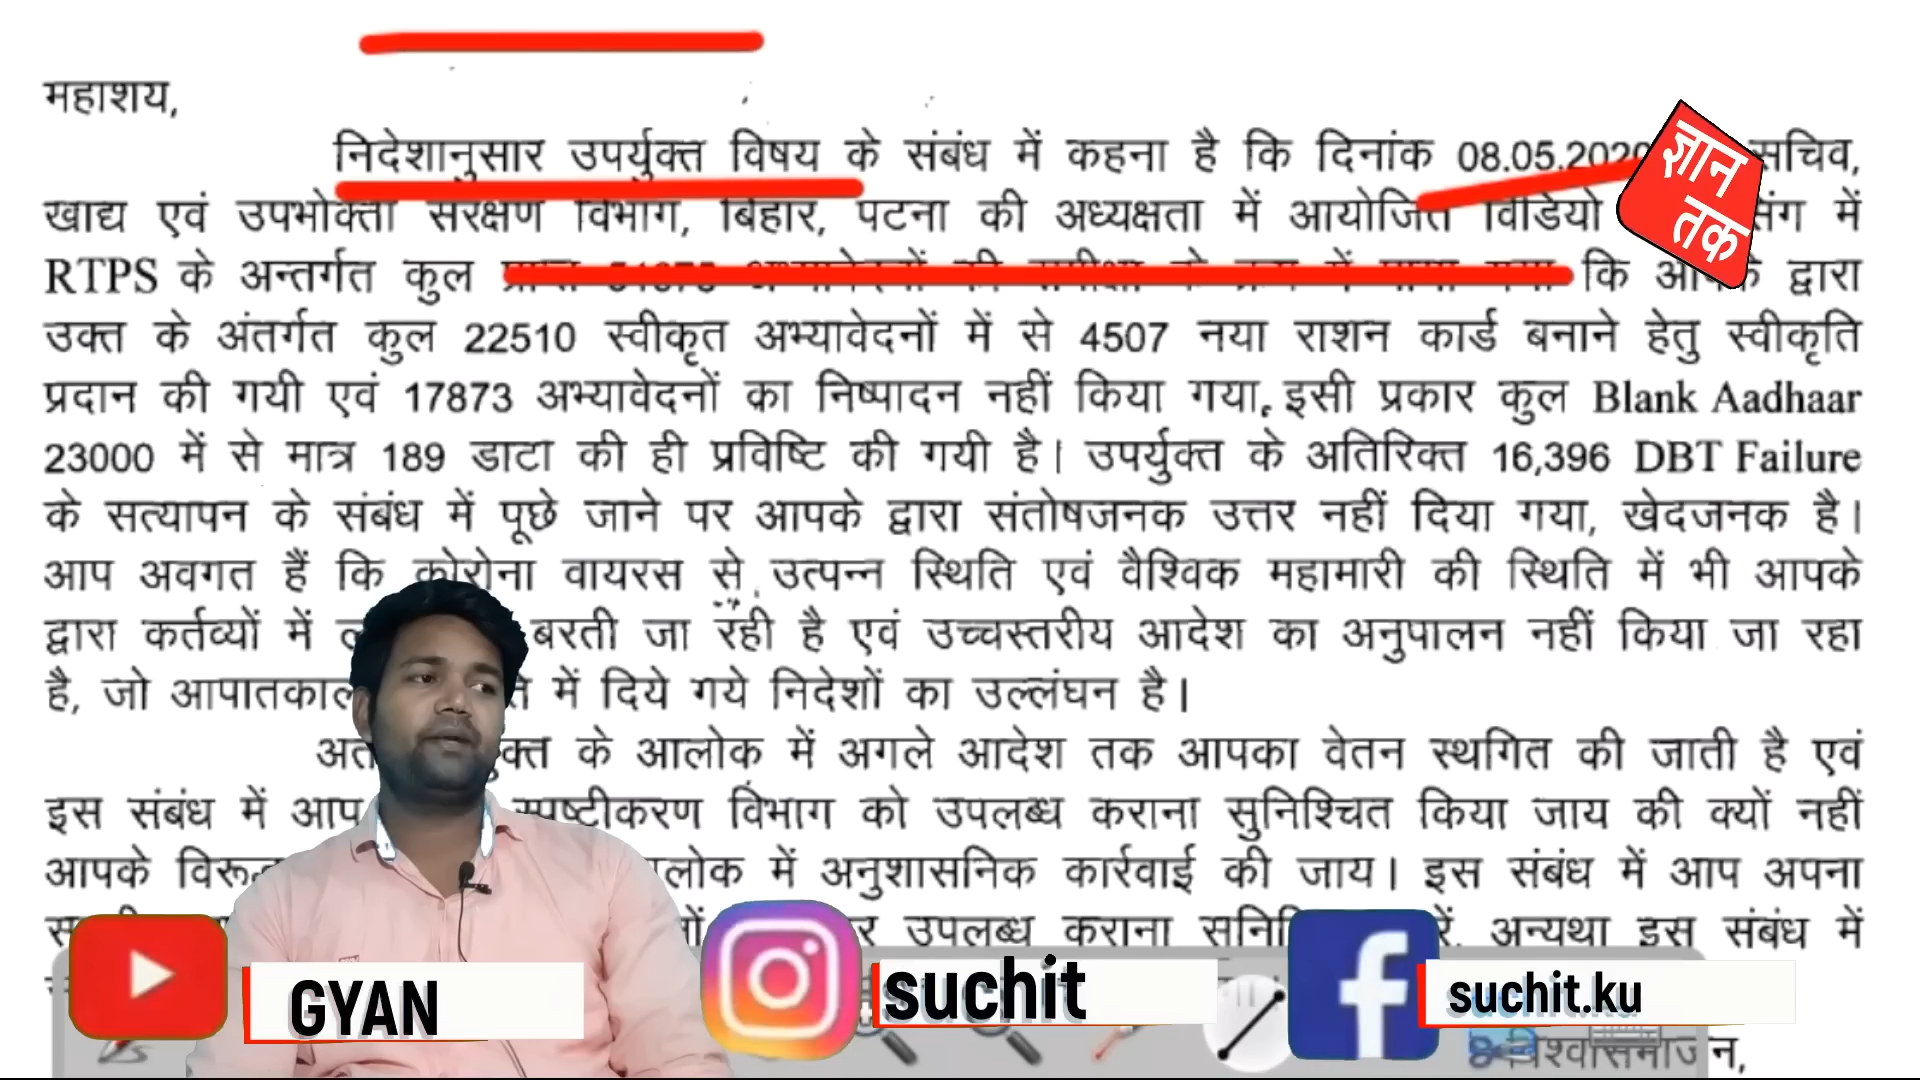 महाशय,
निदेशानुसार उपर्युक्त विषय के संबंध में कहना है कि दिनांक 08.05.2020 सचिव,
खाद्य एवं उपभोक्ता संरक्षण विभाग, बिहार, पटना की अध्यक्षता में आयोजित विडियो में
RTPS के अन्तर्गत कुल कि द्वारा
उक्त के अंतर्गत कुल 22510 स्वीकृत अभ्यावेदनों में से 4507 नया राशन कार्ड बनाने हेतु स्वीकृति
प्रदान की गयी एवं 17873 अभ्यावेदनों का निष्पादन नहीं किया गया, इसी प्रकार कुल Blank Aadhaar
23000 में से मात्र 189 डाटा की ही प्रविष्टि की गयी है। उपर्युक्त के अतिरिक्त 16,396 DBT Failure
के सत्यापन के संबंध में पूछे जाने पर आपके द्वारा संतोषजनक उत्तर नहीं दिया गया, खेदजनक है।
आप अवगत हैं कि कोरोना वायरस से उत्पन्न स्थिति एवं वैश्विक महामारी की स्थिति में भी आपके
द्वारा कर्तव्यों में बरती जा रही है एवं उच्चस्तरीय आदेश का अनुपालन नहीं किया जा रहा
है, जो में दिये गये निदेशों का उल्लंघन है।
के आलोक में अगले आदेश तक आपका वेतन स्थगित की जाती है एवं
इस संबंध में आप स्पष्टीकरण विभाग को उपलब्ध कराना सुनिश्चित किया जाय की क्यों नहीं
आपके में अनुशासनिक कार्रवाई की जाय। इस संबंध में आप अपना
उपलब्ध कराना अन्यथा इस संबंध में
ज्ञान
तक
GYAN
suchit
suchit.ku